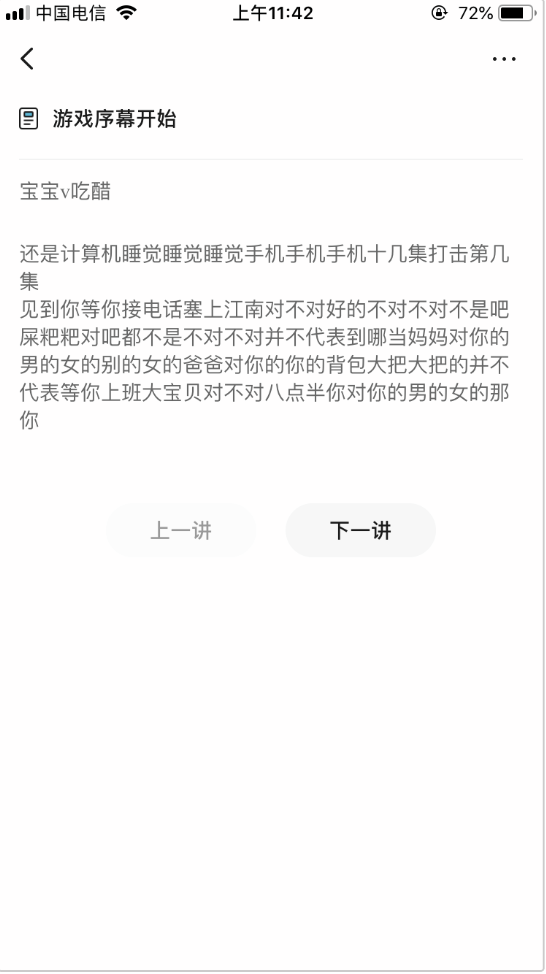 中国电信 上午11:42 72%
游戏序幕开始
宝宝v吃醋
还是计算机睡觉睡觉睡觉手机手机手机十几集打击第几
集
见到你等你接电话塞上江南对不对好的不对不对不是吧
屎粑粑对吧都不是不对不对并不代表到哪当妈妈对你的
男的女的别的女的爸爸对你的你的背包大把大把的并不
代表等你上班大宝贝对不对八点半你对你的男的女的那
你
上一讲 下一讲